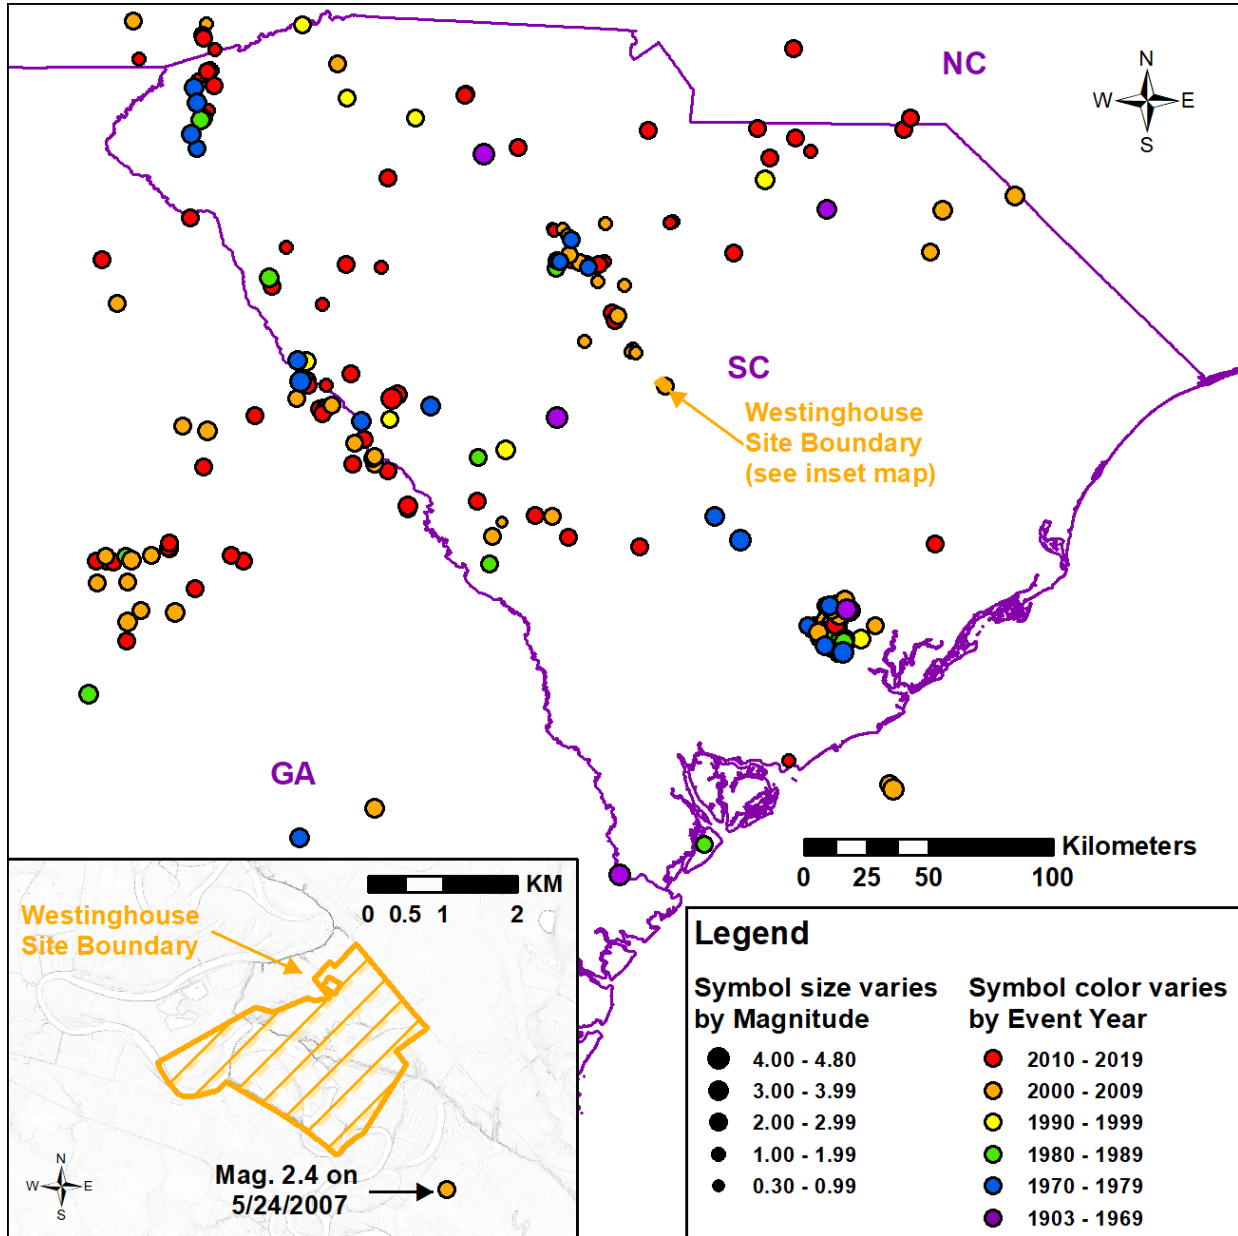 NC
N
W E
S
SC
Westinghouse
Site Boundary
(see inset map)
GA
Kilometers
0 25 50 100
KM
0 0.5 1 2
Westinghouse
Site Boundary
N
W E
S
Mag. 2.4 on
5/24/2007
Legend
Symbol size varies
by Magnitude
4.00 - 4.80
3.00 - 3.99
2.00 - 2.99
1.00 - 1.99
0.30 - 0.99
Symbol color varies
by Event Year
2010 - 2019
2000 - 2009
1990 - 1999
1980 - 1989
1970 - 1979
1903 - 1969